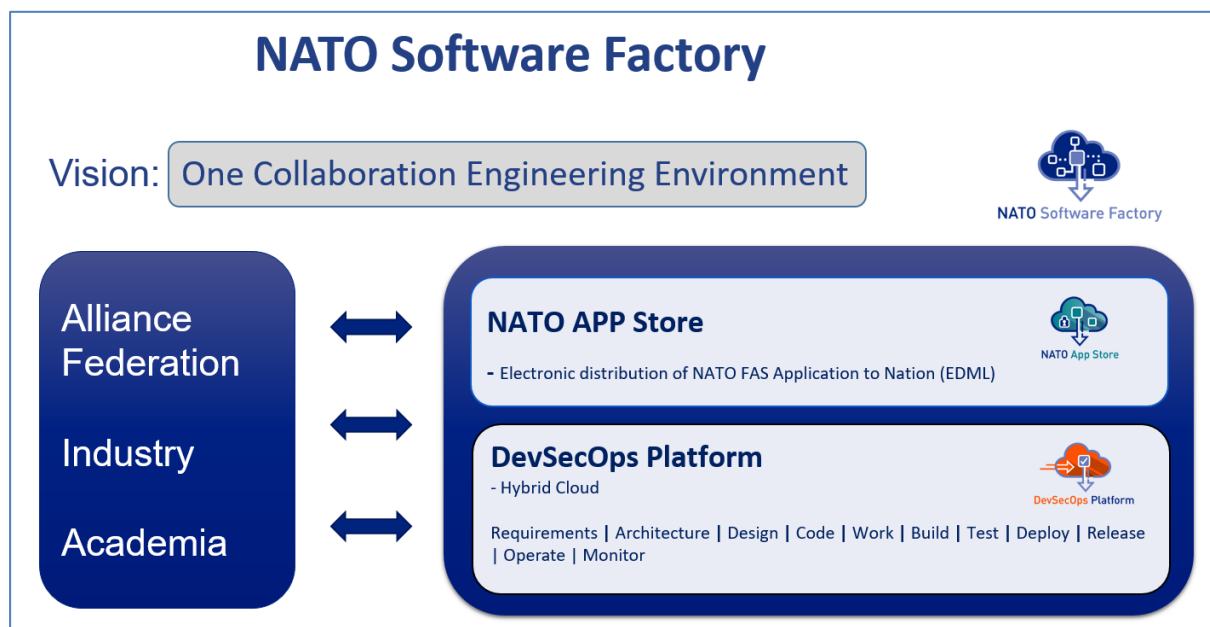 NATO Software Factory
Vision: One Collaboration Engineering Environment
NATO Software Factory
Alliance
Federation
Industry
Academia
NATO APP Store
- Electronic distribution of NATO FAS Application to Nation (EDML)
NATO App Store
DevSecOps Platform
- Hybrid Cloud
DevSecOps Platform
Requirements | Architecture | Design | Code | Work | Build | Test | Deploy | Release
| Operate | Monitor